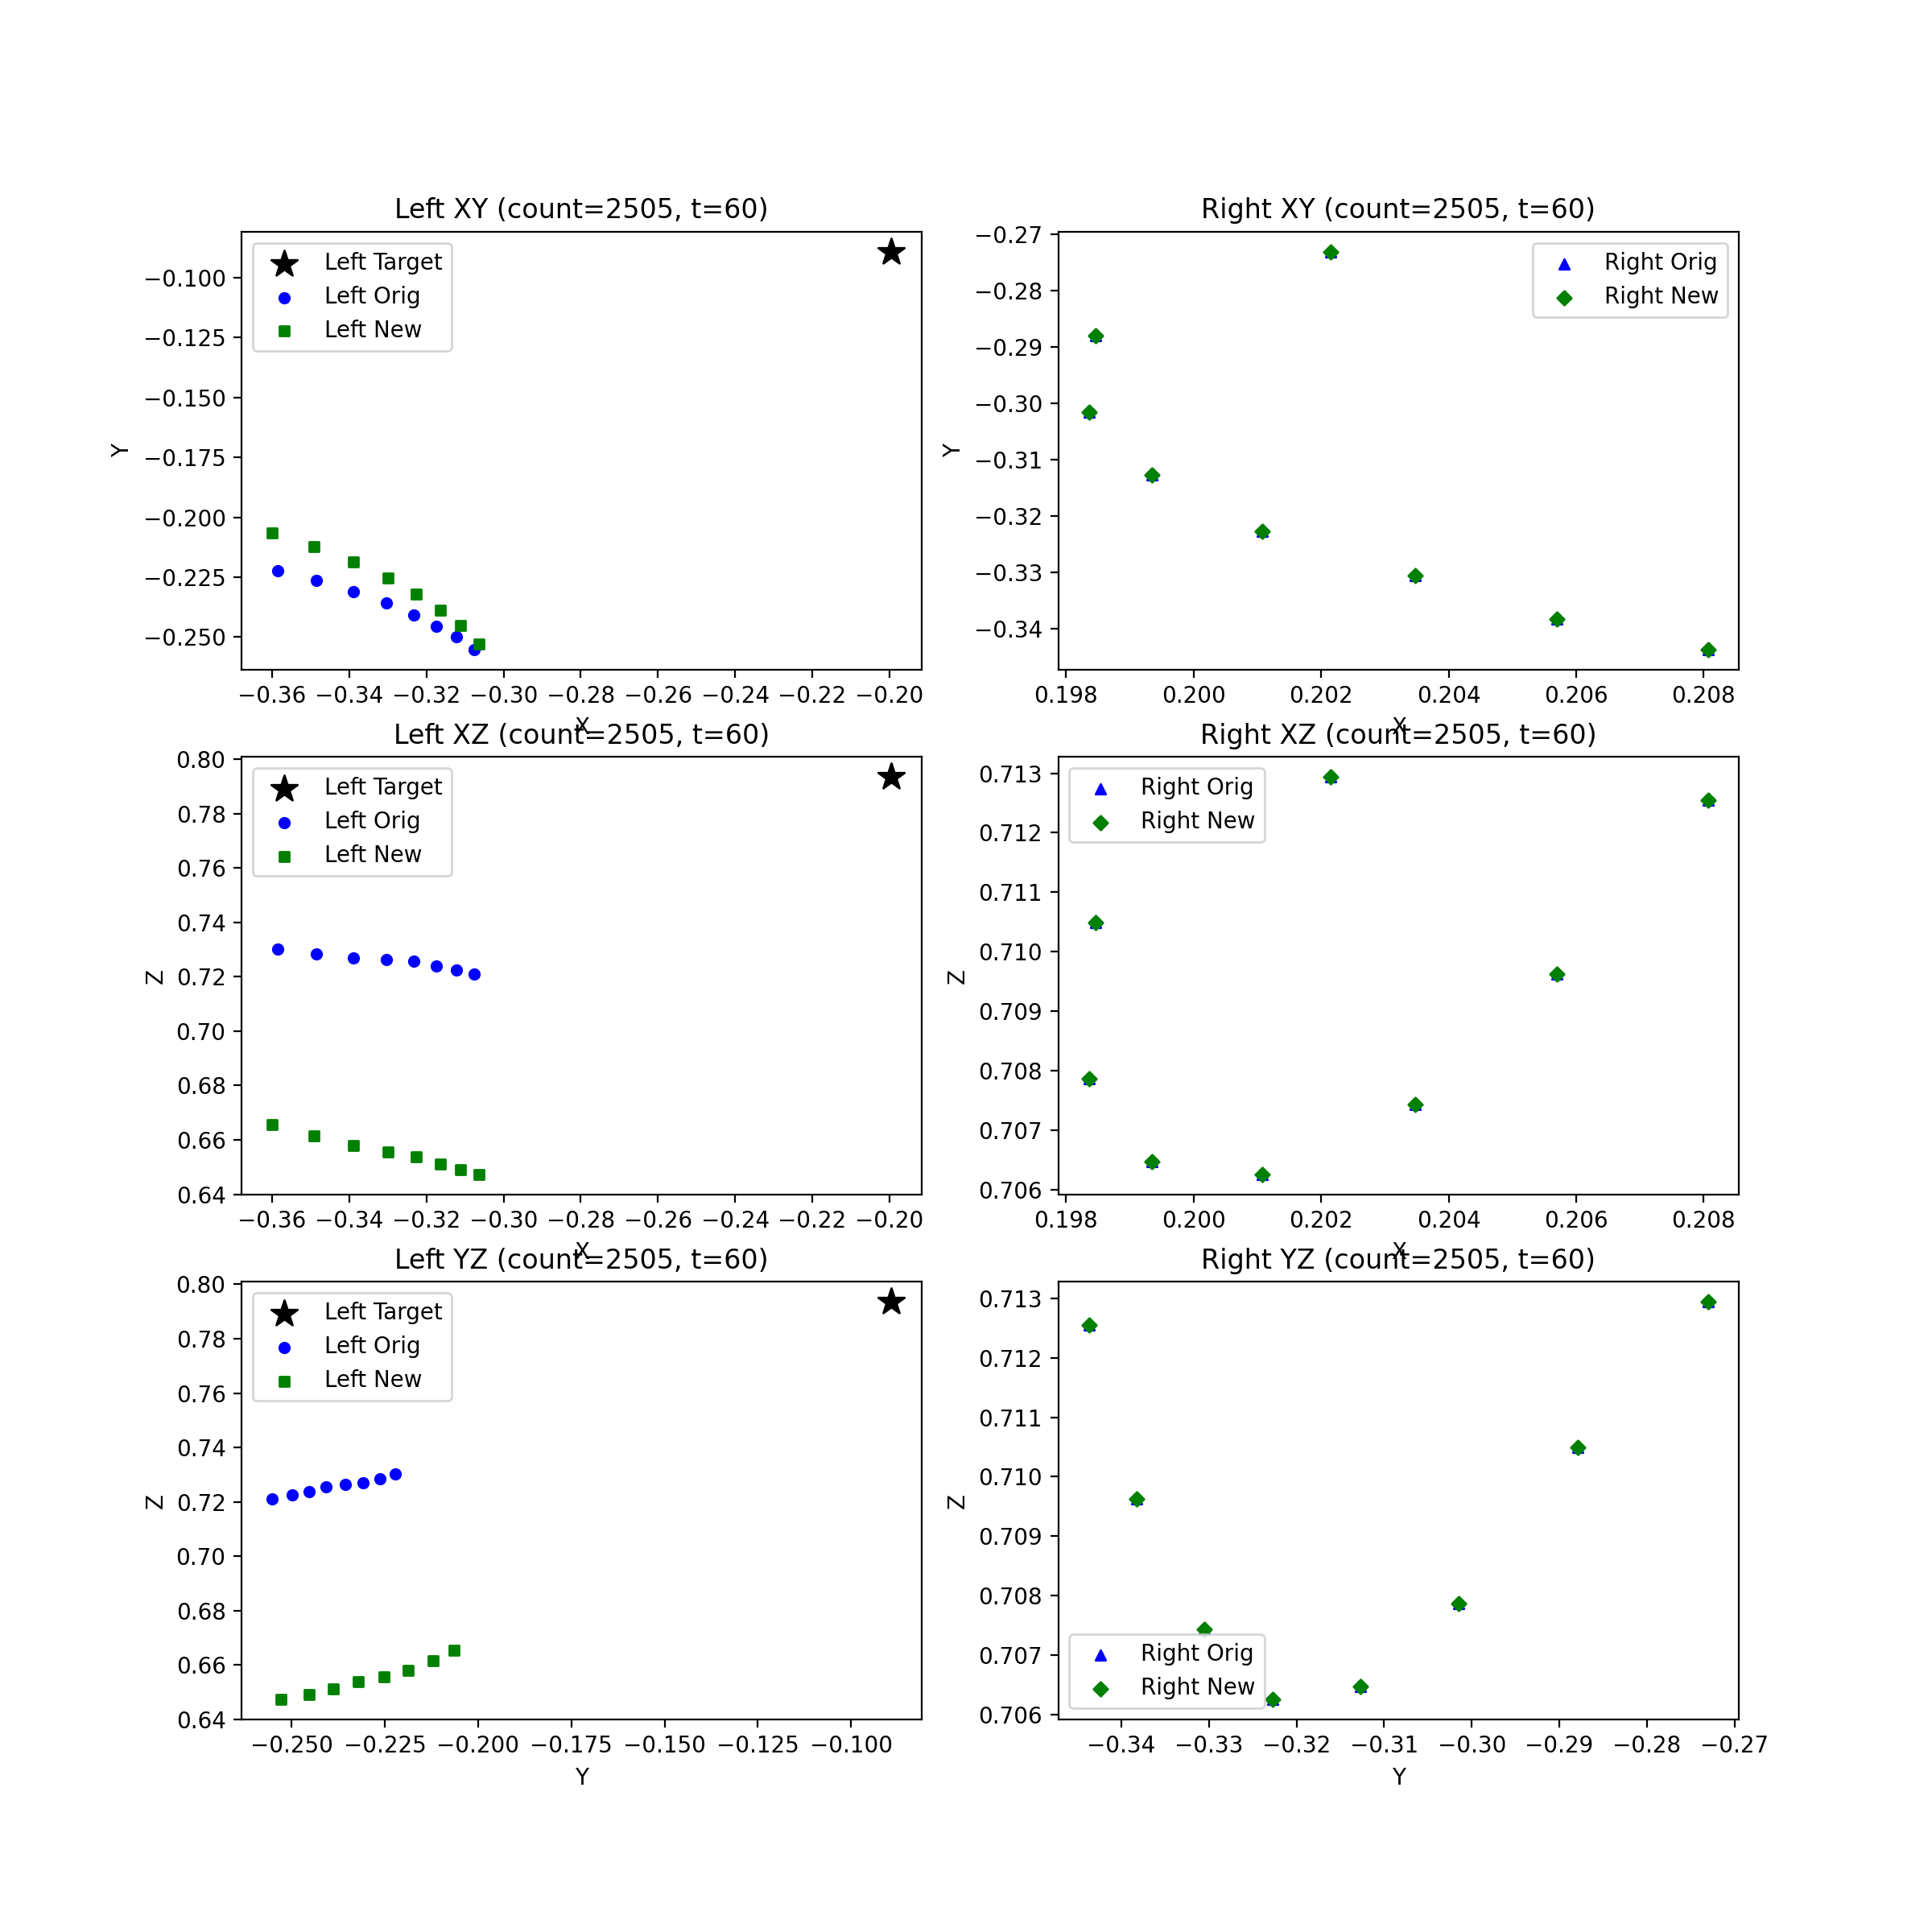 Left XY (count=2505, t=60)
Left Target
Left Orig
Left New
−0.100
−0.125
−0.150
−0.175
−0.200
−0.225
−0.250
Y
−0.36 −0.34 −0.32 −0.30 −0.28 −0.26 −0.24 −0.22 −0.20
X
Right XY (count=2505, t=60)
Right Orig
Right New
−0.27
−0.28
−0.29
−0.30
−0.31
−0.32
−0.33
−0.34
Y
0.198 0.200 0.202 0.204 0.206 0.208
X
Left XZ (count=2505, t=60)
Left Target
Left Orig
Left New
0.80
0.78
0.76
0.74
0.72
0.70
0.68
0.66
0.64
Z
−0.36 −0.34 −0.32 −0.30 −0.28 −0.26 −0.24 −0.22 −0.20
X
Right XZ (count=2505, t=60)
Right Orig
Right New
0.713
0.712
0.711
0.710
0.709
0.708
0.707
0.706
Z
0.198 0.200 0.202 0.204 0.206 0.208
X
Left YZ (count=2505, t=60)
Left Target
Left Orig
Left New
0.80
0.78
0.76
0.74
0.72
0.70
0.68
0.66
0.64
Z
−0.250 −0.225 −0.200 −0.175 −0.150 −0.125 −0.100
Y
Right YZ (count=2505, t=60)
Right Orig
Right New
0.713
0.712
0.711
0.710
0.709
0.708
0.707
0.706
Z
−0.34 −0.33 −0.32 −0.31 −0.30 −0.29 −0.28 −0.27
Y